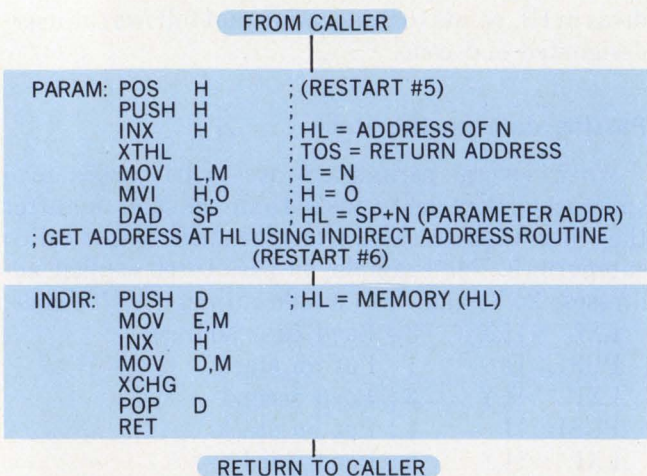 FROM CALLER
PARAM: POS H ; (RESTART #5)
PUSH H ;
INX H ; HL = ADDRESS OF N
XTHL ; TOS = RETURN ADDRESS
MOV L,M ; L = N
MVI H,O ; H = O
DAD SP ; HL = SP+N (PARAMETER ADDR)
; GET ADDRESS AT HL USING INDIRECT ADDRESS ROUTINE
(RESTART #6)
INDIR: PUSH D ; HL = MEMORY (HL)
MOV E,M
INX H
MOV D,M
XCHG
POP D
RET
RETURN TO CALLER